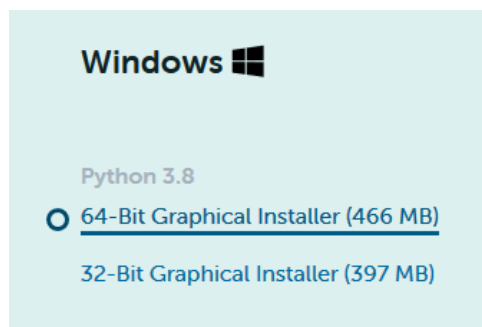 Windows
Python 3.8
64-Bit Graphical Installer (466 MB)
32-Bit Graphical Installer (397 MB)